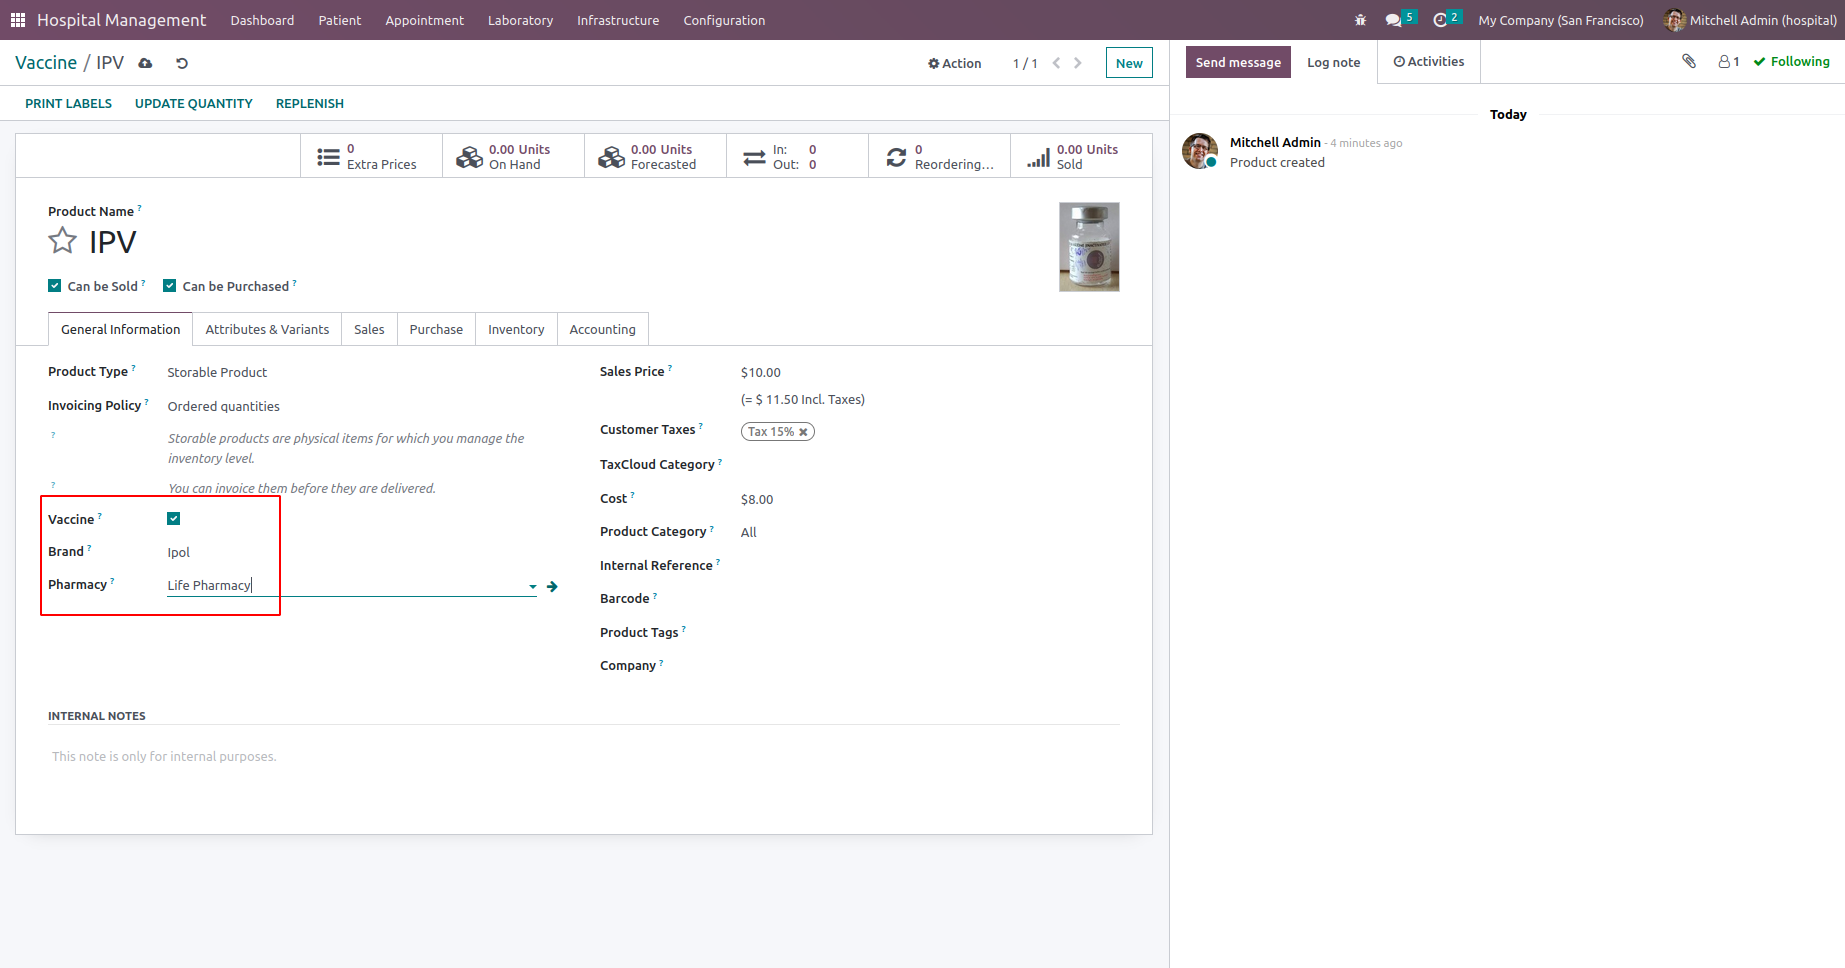 Hospital Management Dashboard Patient Appointment Laboratory Infrastructure Configuration 5 2 My Company (San Francisco) Mitchell Admin (hospital)
Vaccine / IPV Action 1 / 1 New
PRINT LABELS UPDATE QUANTITY REPLENISH
0 Extra Prices
0.00 Units On Hand
0.00 Units Forecasted
In: 0
Out: 0
0 Reordering...
0.00 Units Sold
Product Name ?
IPV
Can be Sold ? Can be Purchased ?
General Information Attributes & Variants Sales Purchase Inventory Accounting
Product Type ? Storable Product
Invoicing Policy ? Ordered quantities
? Storable products are physical items for which you manage the
inventory level.
? You can invoice them before they are delivered.
Vaccine ?
Brand ? Ipol
Pharmacy ? Life Pharmacy
Sales Price ? $10.00
(= $ 11.50 Incl. Taxes)
Customer Taxes ? Tax 15% ✖
TaxCloud Category ?
Cost ? $8.00
Product Category ? All
Internal Reference ?
Barcode ?
Product Tags ?
Company ?
INTERNAL NOTES
This note is only for internal purposes.
Send message Log note Activities 1 Following
Today
Mitchell Admin - 4 minutes ago
Product created